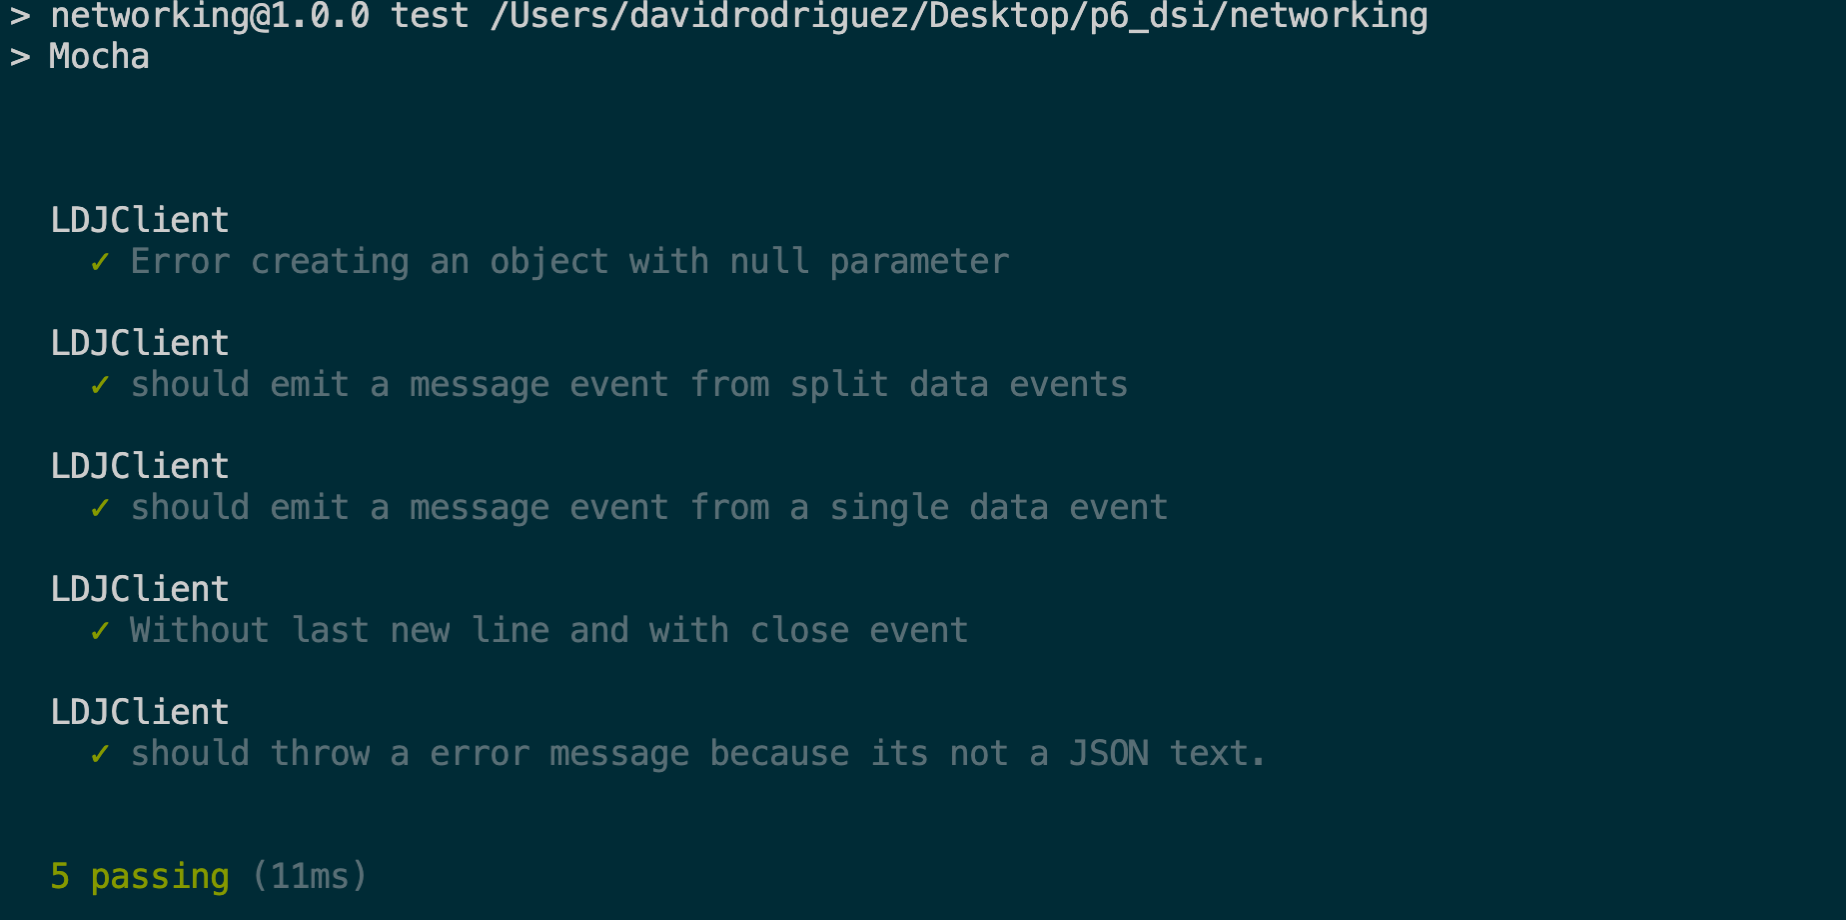 > networking@1.0.0 test /Users/davidrodriguez/Desktop/p6_dsi/networking
> Mocha
LDJClient
✓ Error creating an object with null parameter
LDJClient
✓ should emit a message event from split data events
LDJClient
✓ should emit a message event from a single data event
LDJClient
✓ Without last new line and with close event
LDJClient
✓ should throw a error message because its not a JSON text.
5 passing (11ms)